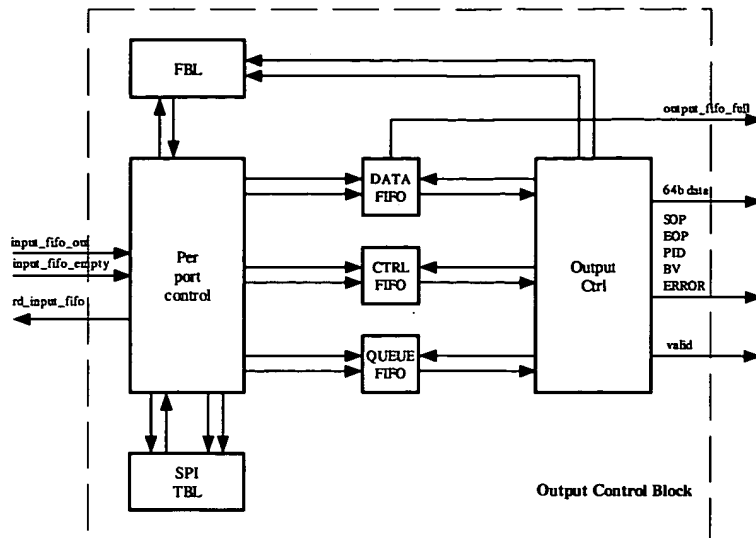 FBL
output_fifo_full
DATA
FIFO
64b data
SOP
EOP
PID
BV
ERROR
input_fifo_out
input_fifo_empty
rd_input_fifo
Per
port
control
CTRL
FIFO
Output
Ctrl
QUEUE
FIFO
valid
SPI
TBL
Output Control Block